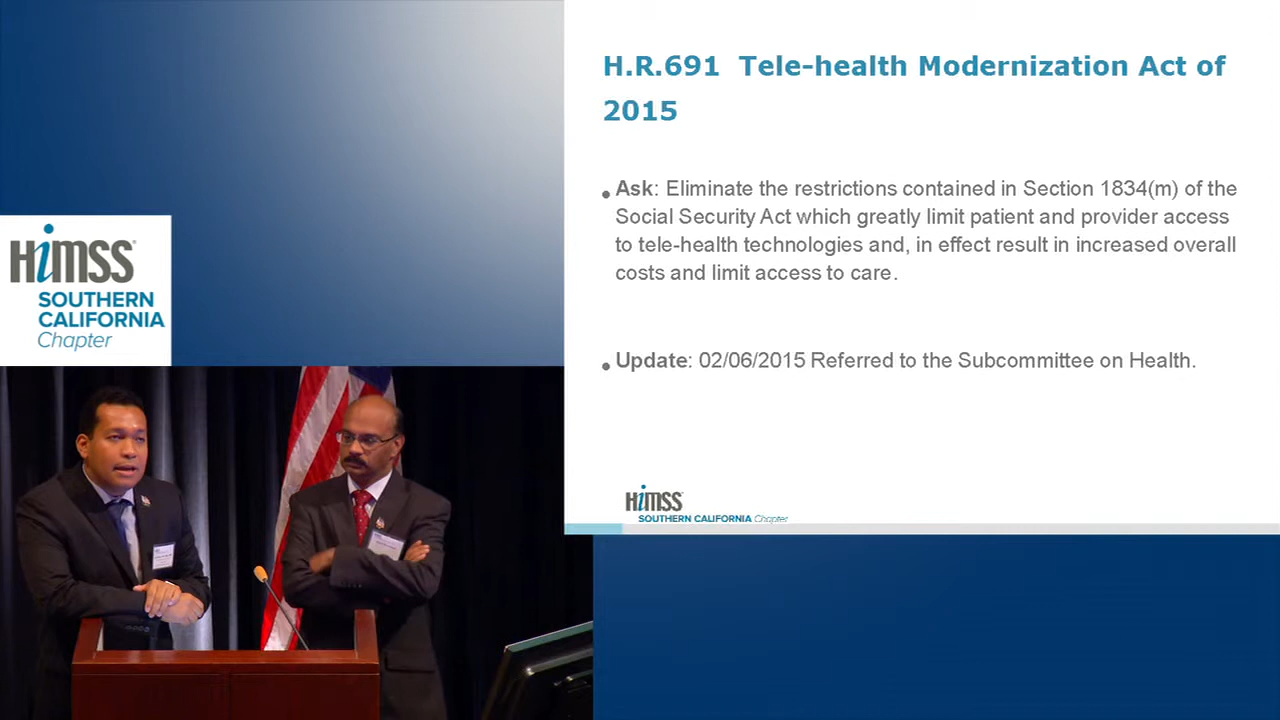 H.R.691 Tele-health Modernization Act of
2015
• Ask: Eliminate the restrictions contained in Section 1834(m) of the
Social Security Act which greatly limit patient and provider access
to tele-health technologies and, in effect result in increased overall
costs and limit access to care.
• Update: 02/06/2015 Referred to the Subcommittee on Health.
HiMSS
SOUTHERN CALIFORNIA Chapter
HiMSS
SOUTHERN
CALIFORNIA
Chapter